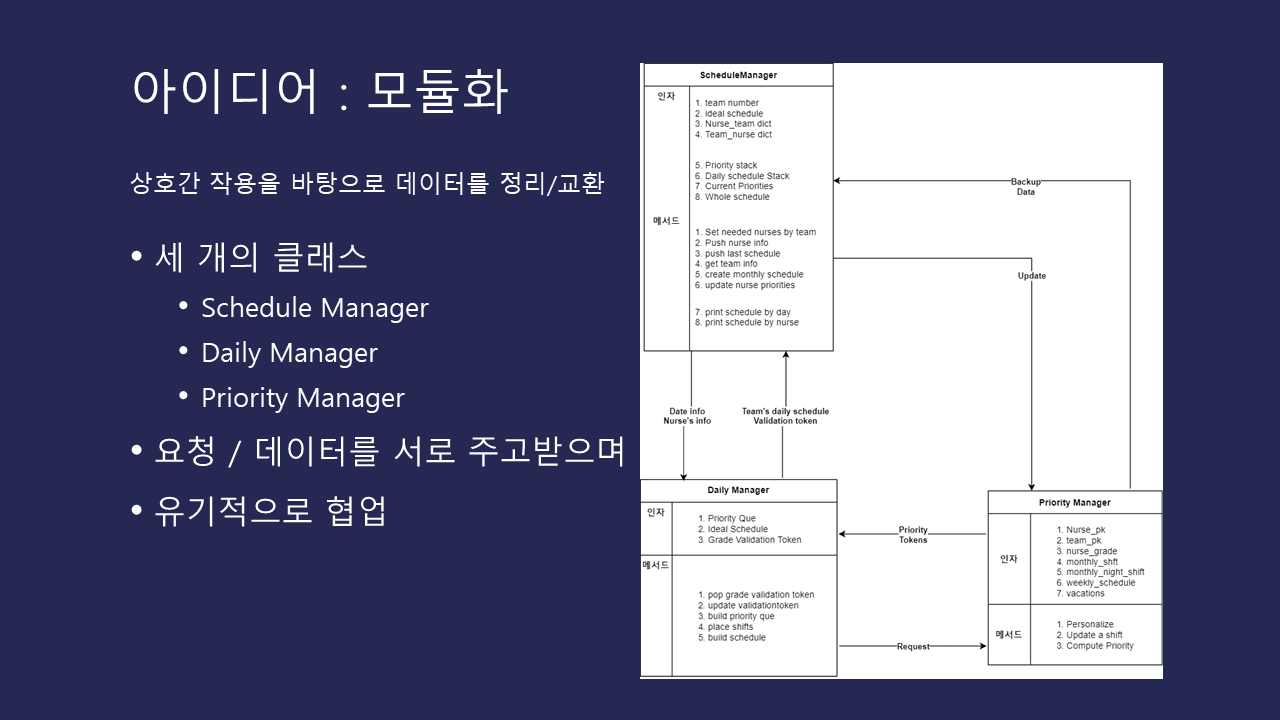 아이디어 : 모듈화
상호간 작용을 바탕으로 데이터를 정리/교환
• 세 개의 클래스
• Schedule Manager
• Daily Manager
• Priority Manager
• 요청 / 데이터를 서로 주고받으며
• 유기적으로 협업
ScheduleManager
인자
1. team number
2. ideal schedule
3. Nurse_team dict
4. Team_nurse dict
5. Priority stack
6. Daily schedule Stack
7. Current Priorities
8. Whole schedule
메서드
1. Set needed nurses by team
2. Push nurse info
3. push last schedule
4. get team info
5. create monthly schedule
6. update nurse priorities
7. print schedule by day
8. print schedule by nurse
Backup
Data
Update
Date info
Nurse's info
Team's daily schedule
Validation token
Daily Manager
인자
1. Priority Que
2. Ideal Schedule
3. Grade Validation Token
메서드
1. pop grade validation token
2. update validationtoken
3. build priority que
4. place shifts
5. build schedule
Priority
Tokens
Request
Priority Manager
인자
1. Nurse_pk
2. team_pk
3. nurse_grade
4. monthly_shft
5. monthly_night_shift
6. weekly_schedule
7. vacations
메서드
1. Personalize
2. Update a shift
3. Compute Priority